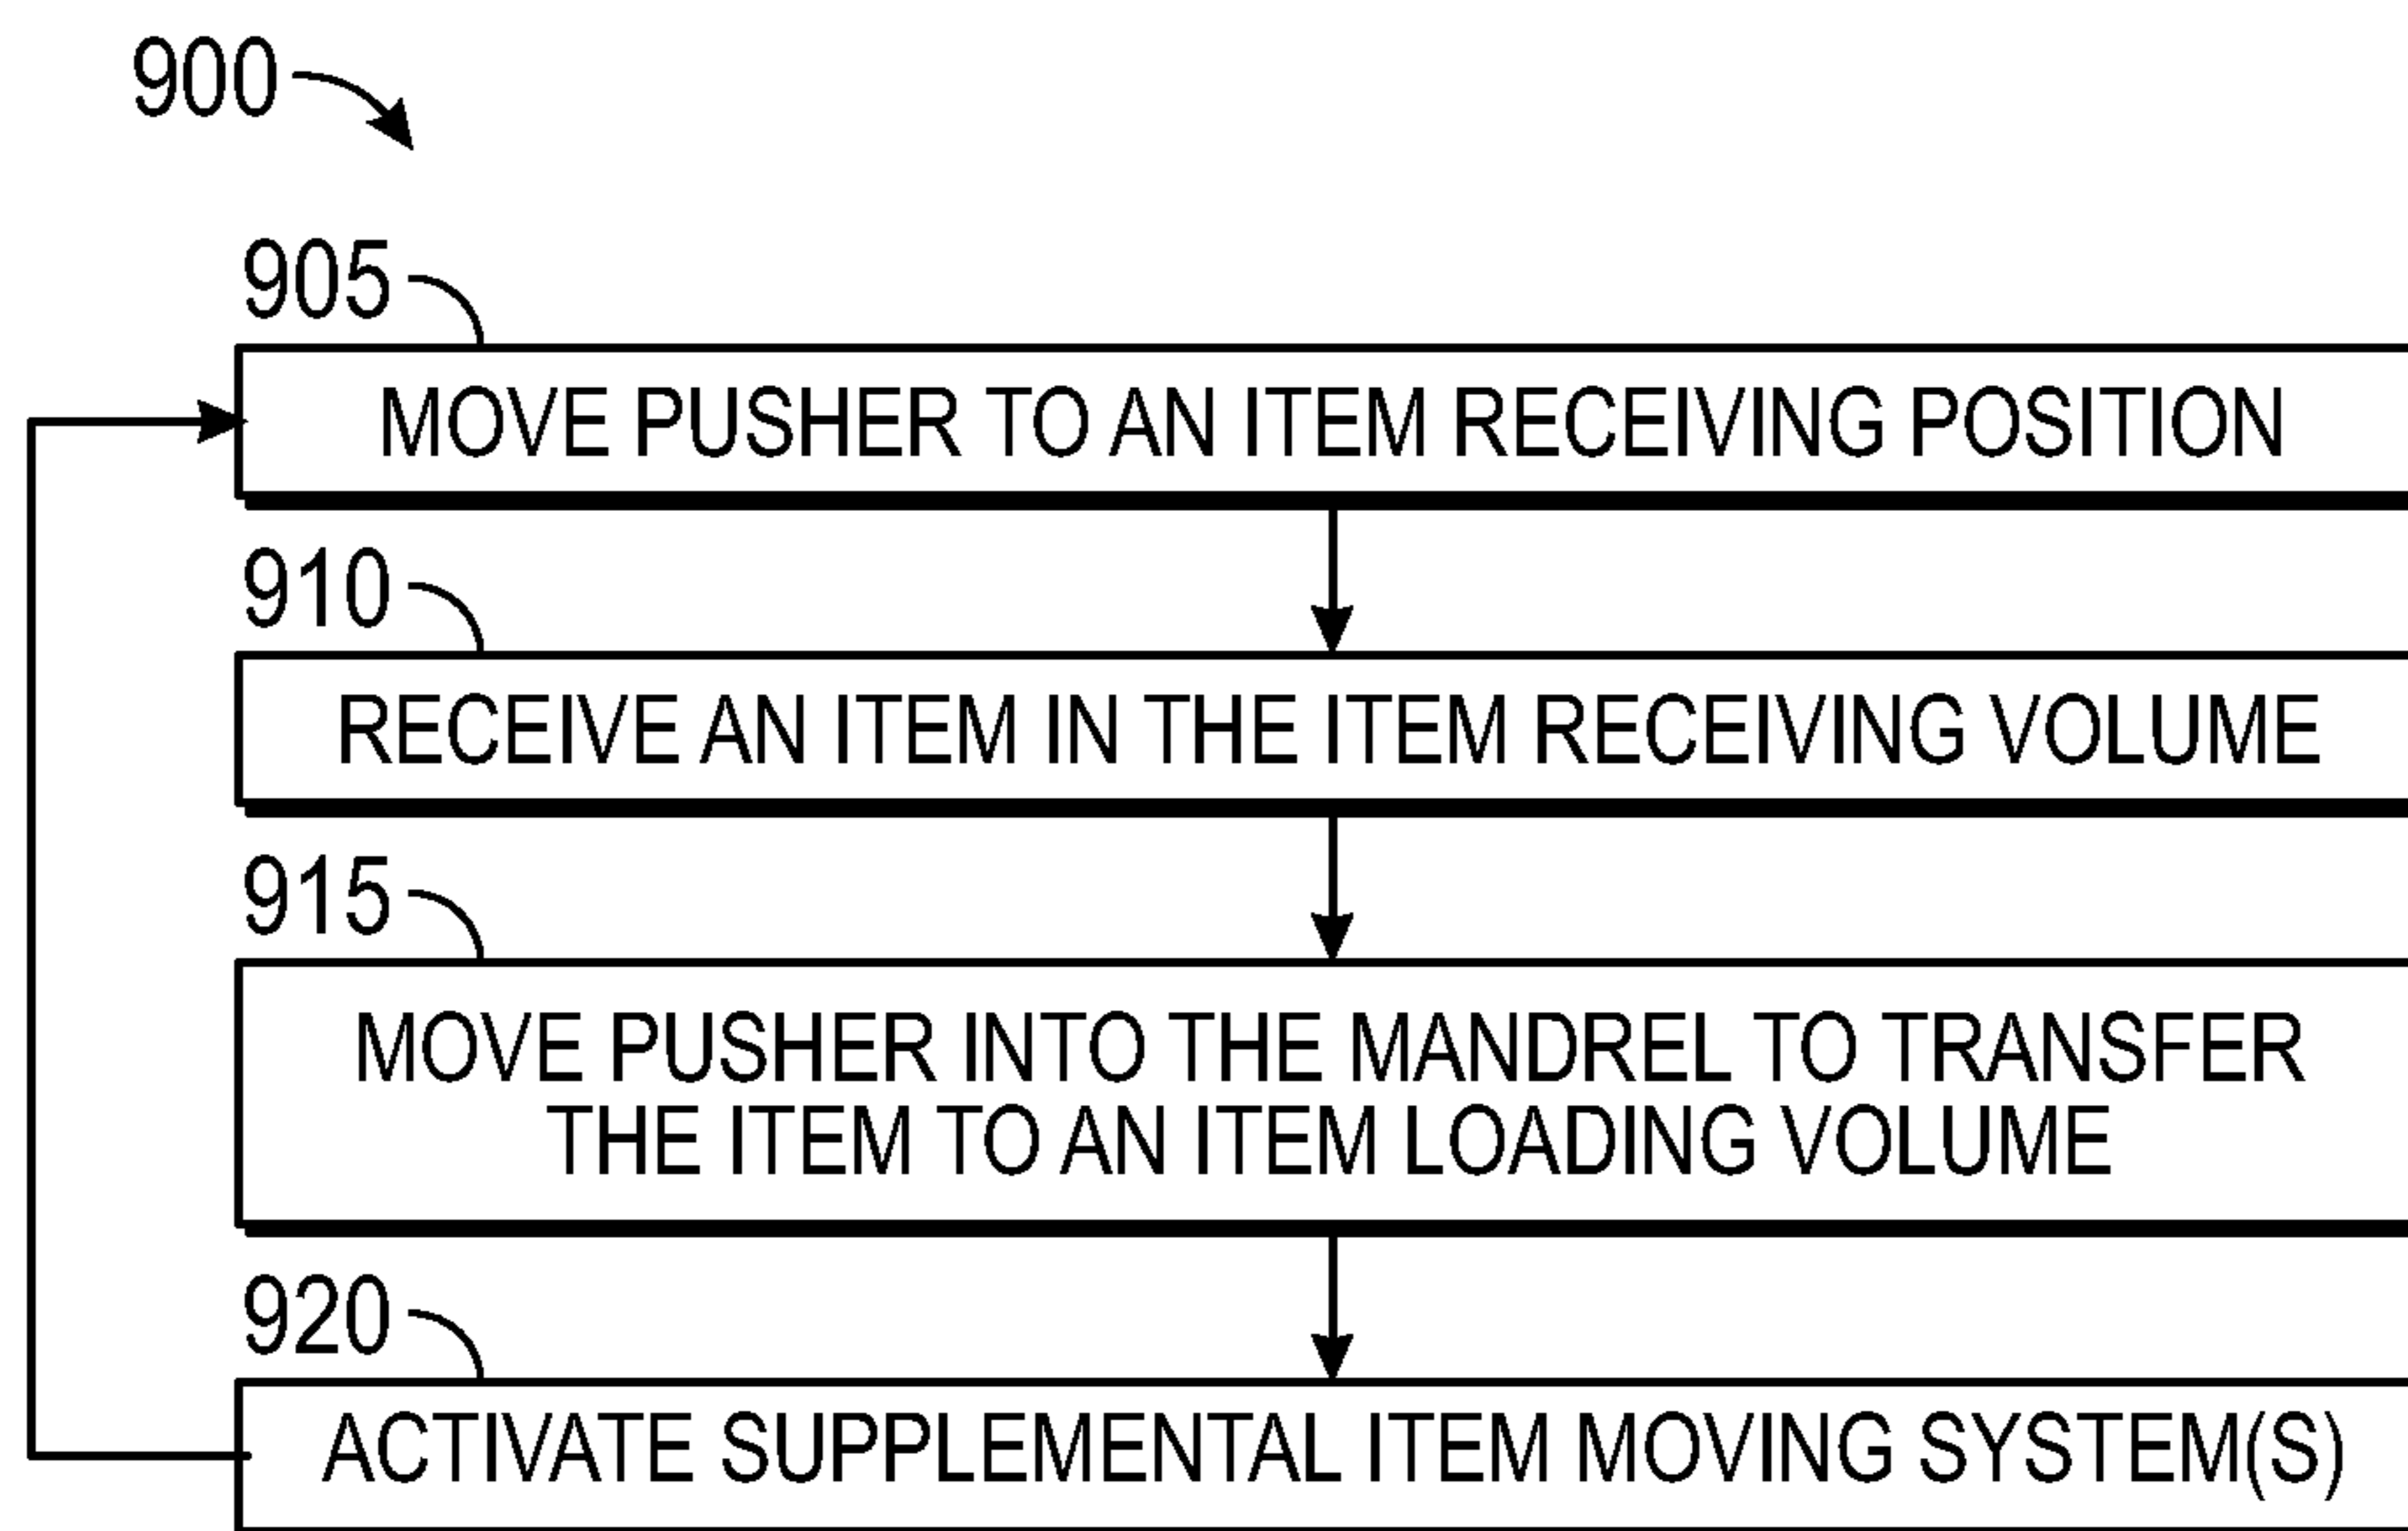 900
905
MOVE PUSHER TO AN ITEM RECEIVING POSITION
910
RECEIVE AN ITEM IN THE ITEM RECEIVING VOLUME
915
MOVE PUSHER INTO THE MANDREL TO TRANSFER
THE ITEM TO AN ITEM LOADING VOLUME
920
ACTIVATE SUPPLEMENTAL ITEM MOVING SYSTEM(S)